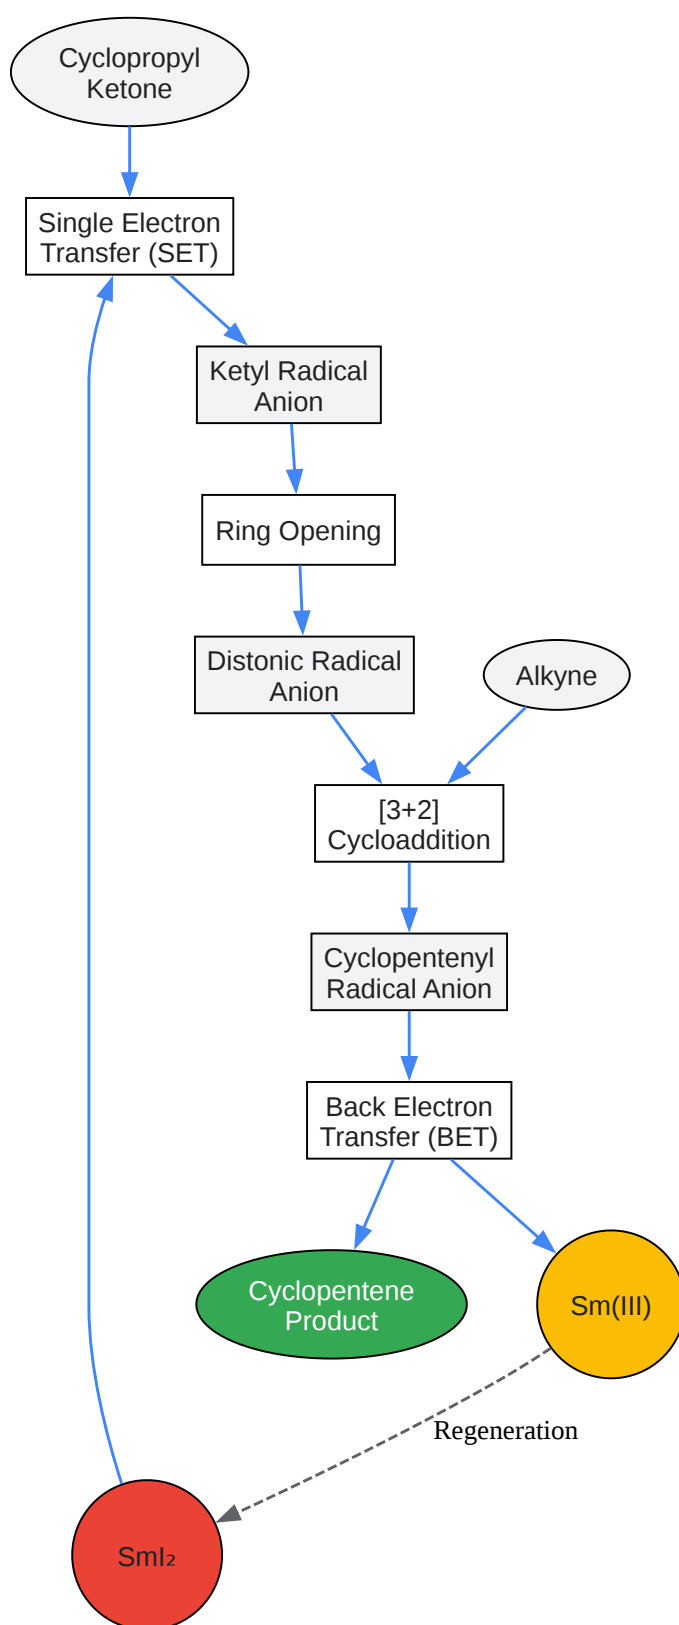 Cyclopropyl
Ketone
Single Electron
Transfer (SET)
Ketyl Radical
Anion
Ring Opening
Distonic Radical
Anion
Alkyne
[3+2]
Cycloaddition
Cyclopentenyl
Radical Anion
Back Electron
Transfer (BET)
Cyclopentene
Product
Sm(III)
Regeneration
SmI₂